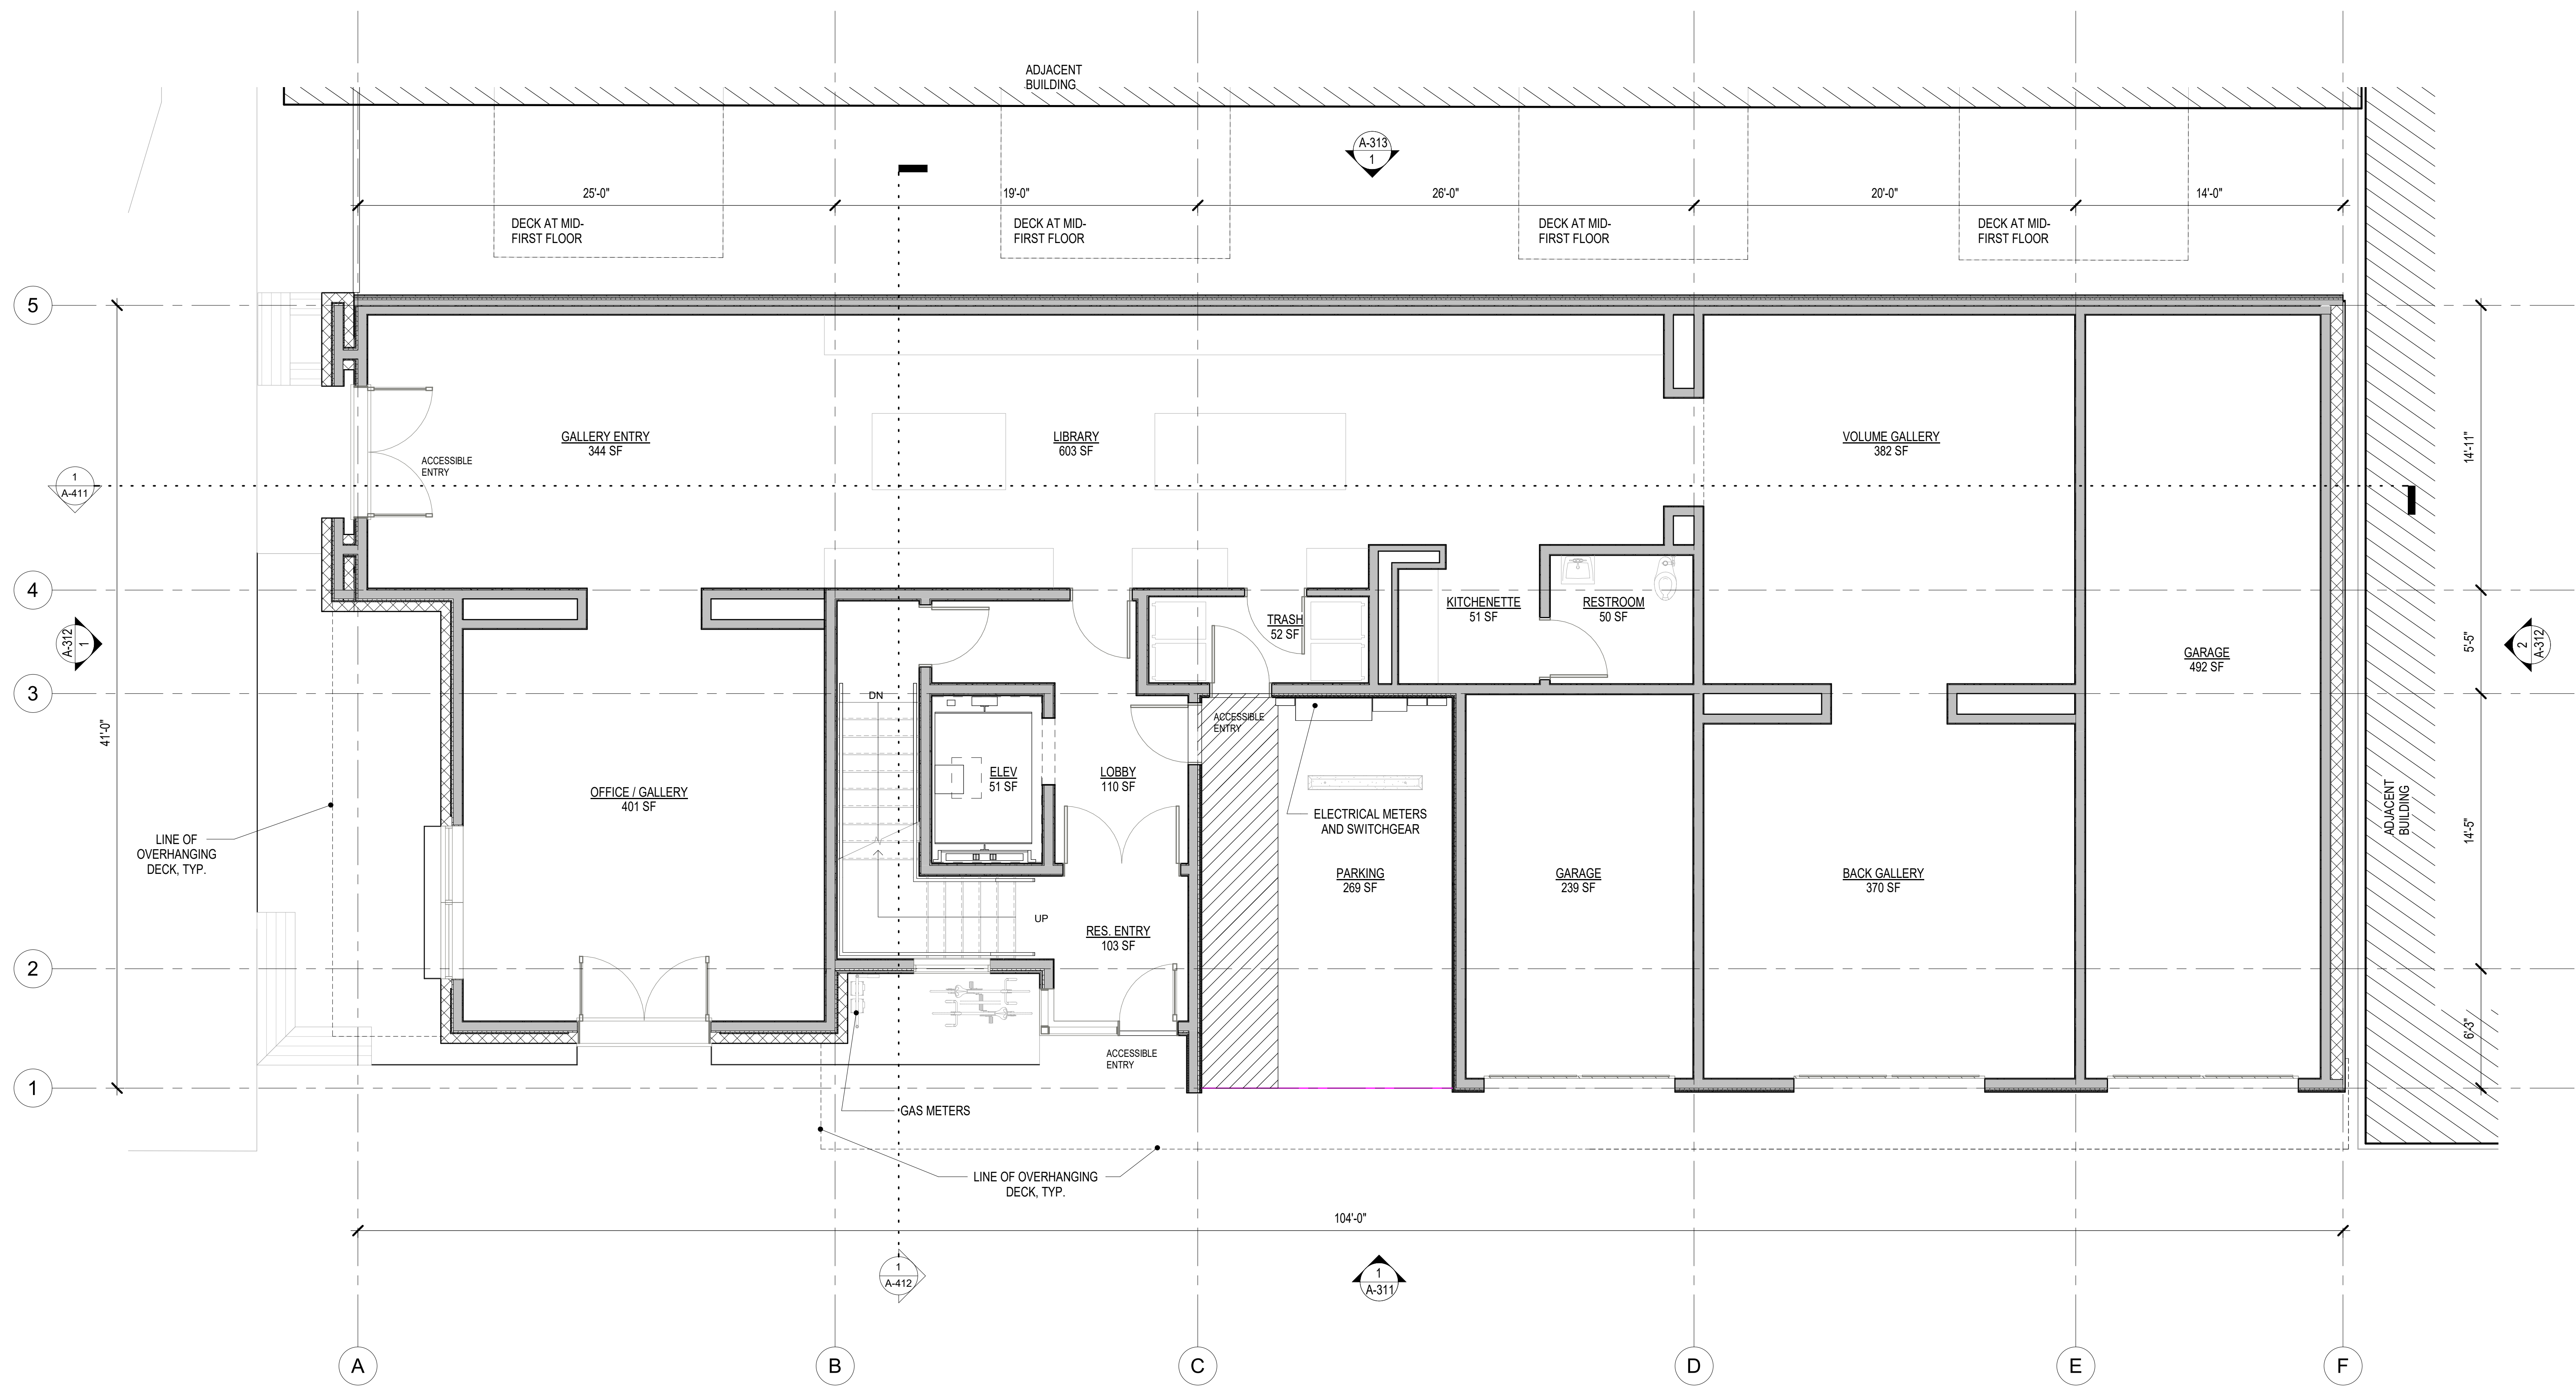 ADJACENT
BUILDING
A-313
1
25'-0"
19'-0"
26'-0"
20'-0"
14'-0"
DECK AT MID-
FIRST FLOOR
DECK AT MID-
FIRST FLOOR
DECK AT MID-
FIRST FLOOR
DECK AT MID-
FIRST FLOOR
5
GALLERY ENTRY
344 SF
LIBRARY
603 SF
VOLUME GALLERY
382 SF
14'-11"
ACCESSIBLE
ENTRY
1
A-411
4
KITCHENETTE
51 SF
RESTROOM
50 SF
TRASH
52 SF
A-312
1
GARAGE
492 SF
5'-5"
2
A-312
3
DN
ACCESSIBLE
ENTRY
41'-0"
ELEV
51 SF
LOBBY
110 SF
OFFICE / GALLERY
401 SF
ELECTRICAL METERS
AND SWITCHGEAR
ADJACENT
BUILDING
14'-5"
LINE OF
OVERHANGING
DECK, TYP.
PARKING
269 SF
GARAGE
239 SF
BACK GALLERY
370 SF
UP
RES. ENTRY
103 SF
2
6'-3"
ACCESSIBLE
ENTRY
1
GAS METERS
LINE OF OVERHANGING
DECK, TYP.
104'-0"
1
A-412
1
A-311
A
B
C
D
E
F